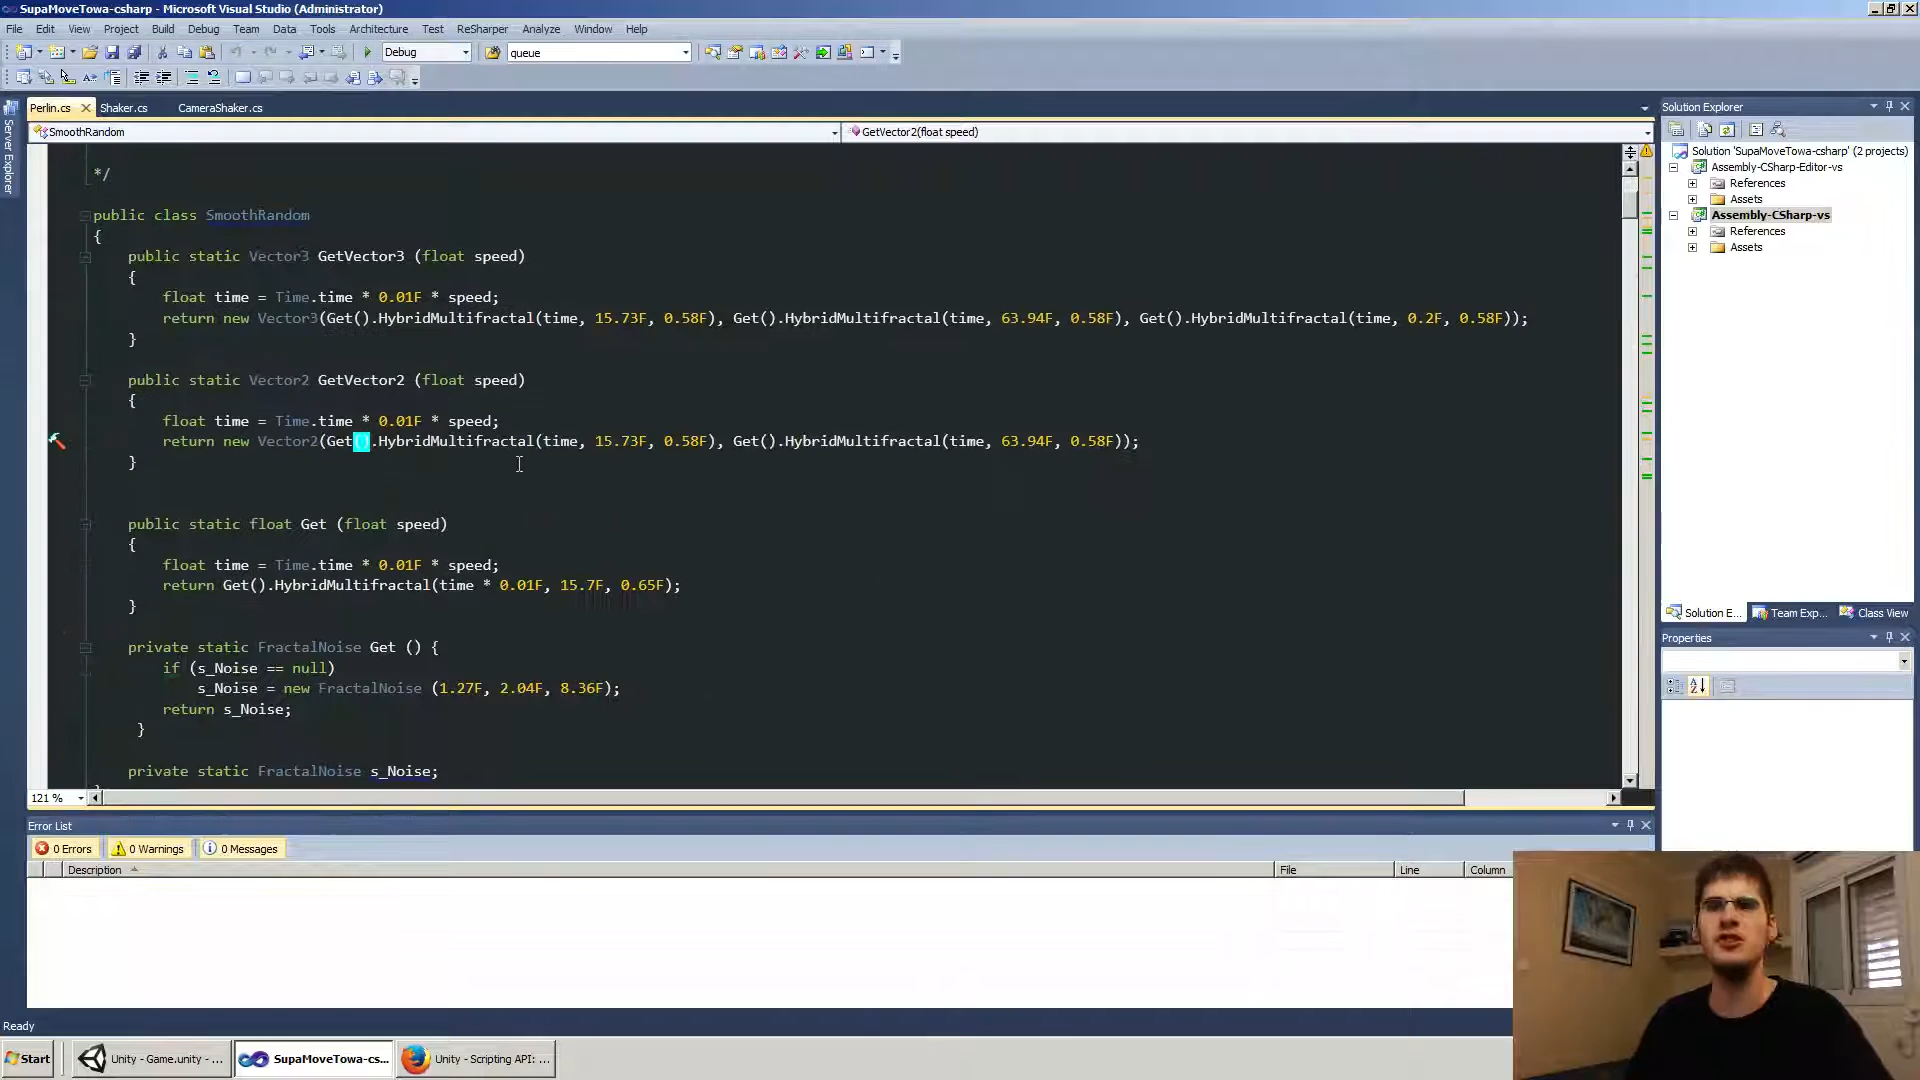 SupaMoveTowa-csharp - Microsoft Visual Studio (Administrator)
File Edit View Project Build Debug Team Data Tools Architecture Test ReSharper Analyze Window Help
Debug queue
Perlin.cs Shaker.cs CameraShaker.cs
SmoothRandom GetVector2(float speed)
Server Explorer
*/
public class SmoothRandom
{
public static Vector3 GetVector3 (float speed)
{
float time = Time.time * 0.01F * speed;
return new Vector3(Get().HybridMultifractal(time, 15.73F, 0.58F), Get().HybridMultifractal(time, 63.94F, 0.58F), Get().HybridMultifractal(time, 0.2F, 0.58F));
}
public static Vector2 GetVector2 (float speed)
{
float time = Time.time * 0.01F * speed;
return new Vector2(Get().HybridMultifractal(time, 15.73F, 0.58F), Get().HybridMultifractal(time, 63.94F, 0.58F));
}
public static float Get (float speed)
{
float time = Time.time * 0.01F * speed;
return Get().HybridMultifractal(time * 0.01F, 15.7F, 0.65F);
}
private static FractalNoise Get () {
if (s_Noise == null)
s_Noise = new FractalNoise (1.27F, 2.04F, 8.36F);
return s_Noise;
}
private static FractalNoise s_Noise;
121 %
Solution Explorer
Solution 'SupaMoveTowa-csharp' (2 projects)
Assembly-CSharp-Editor-vs
References
Assets
Assembly-CSharp-vs
References
Assets
Solution E... Team Exp... Class View
Properties
Error List
0 Errors 0 Warnings 0 Messages
Description File Line Column
Ready
Start Unity - Game.unity - ... SupaMoveTowa-cs... Unity - Scripting API: ...